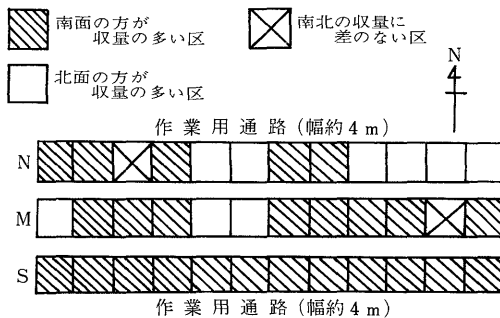 南面の方が
収量の多い区
南北の収量に
差のない区
北面の方が
収量の多い区
N
作業用通路(幅約4m)
N
M
S
作業用通路(幅約4m)